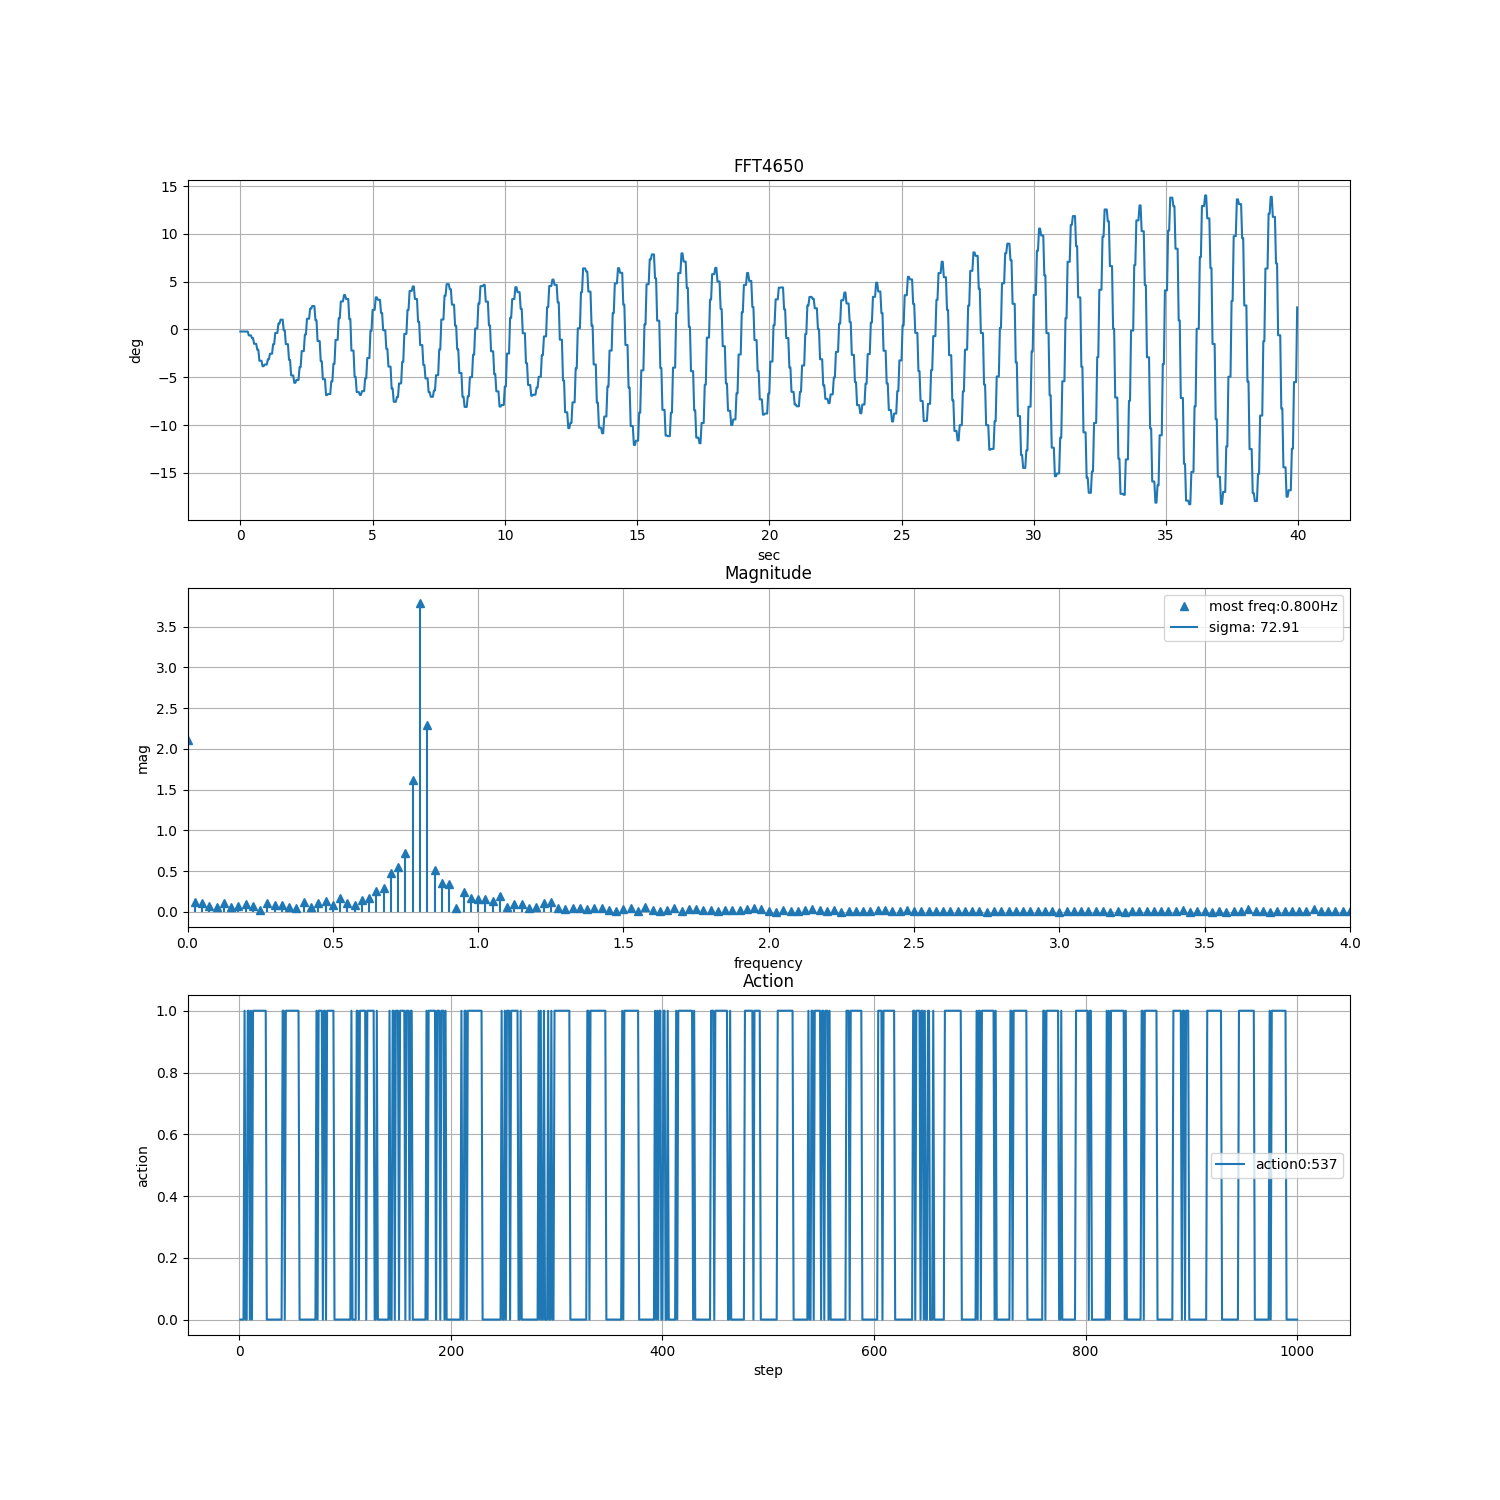 FFT4650
15
10
5
0
−5
−10
−15
deg
0 5 10 15 20 25 30 35 40
sec
Magnitude
most freq:0.800Hz
sigma: 72.91
3.5
3.0
2.5
2.0
1.5
1.0
0.5
0.0
mag
0.0 0.5 1.0 1.5 2.0 2.5 3.0 3.5 4.0
frequency
Action
1.0
0.8
0.6
0.4
0.2
0.0
action
action0:537
0 200 400 600 800 1000
step